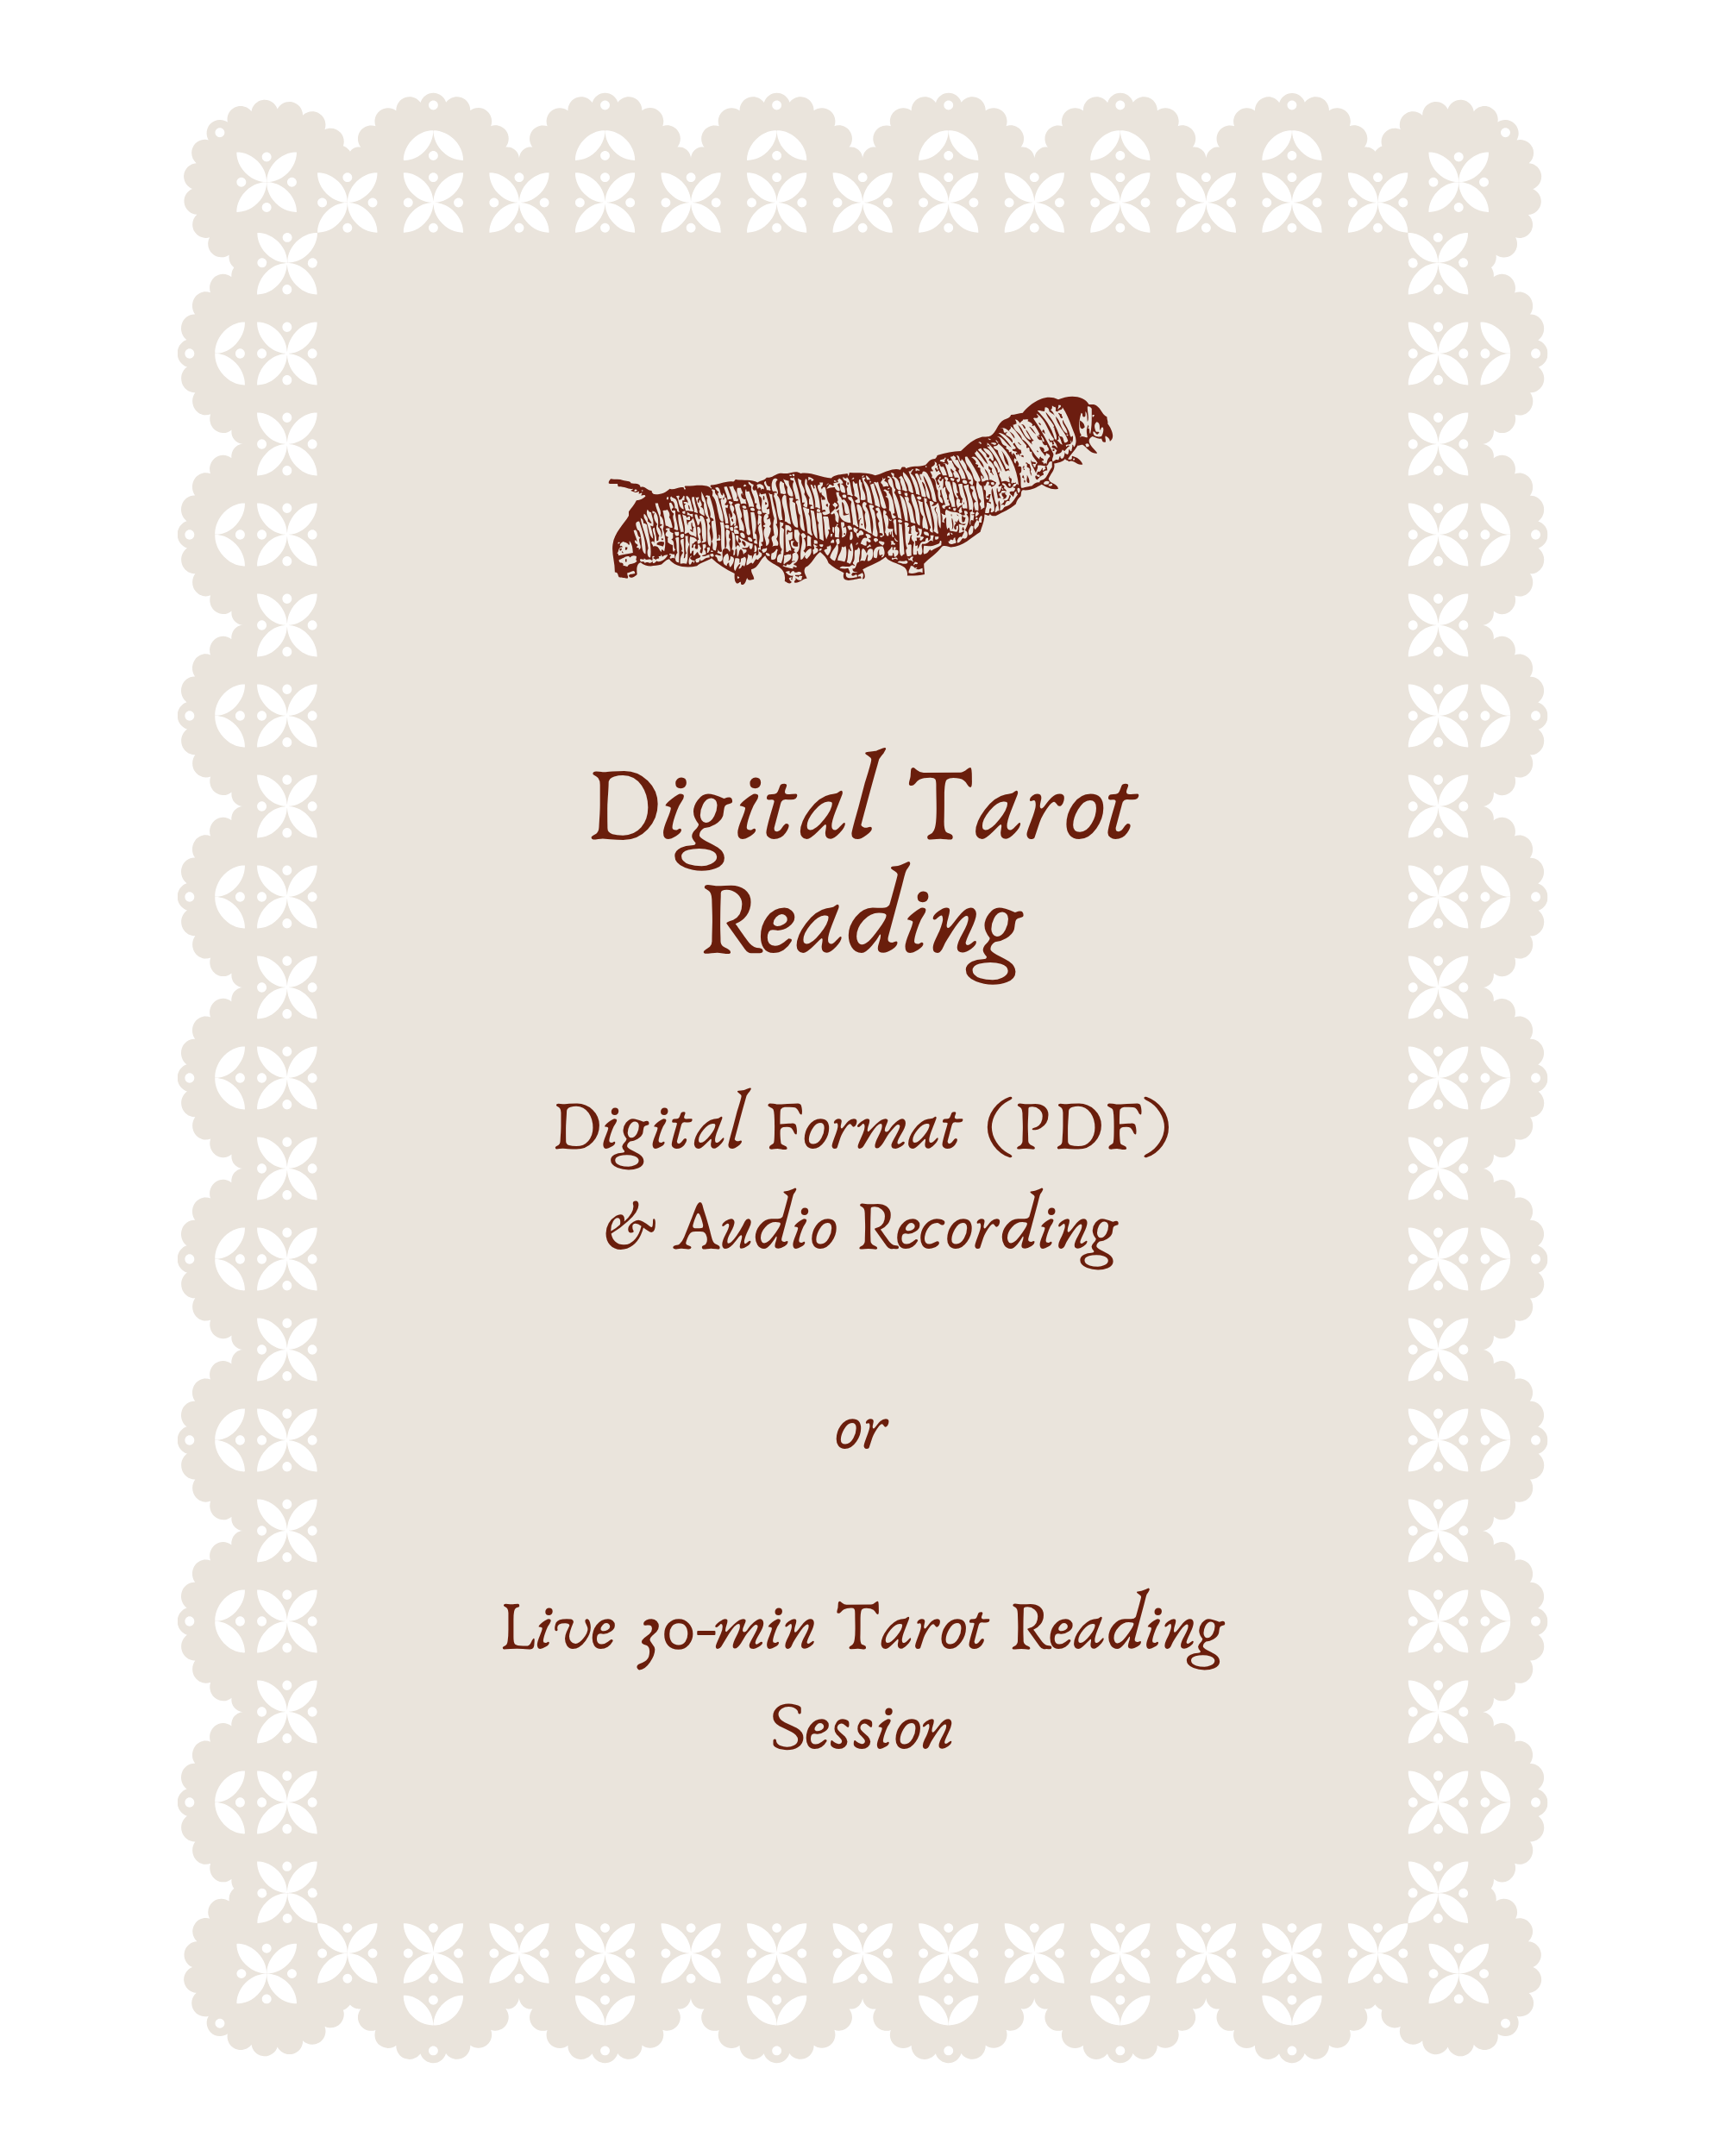 Digital Tarot
Reading
Digital Format (PDF)
& Audio Recording
or
Live 30-min Tarot Reading
Session